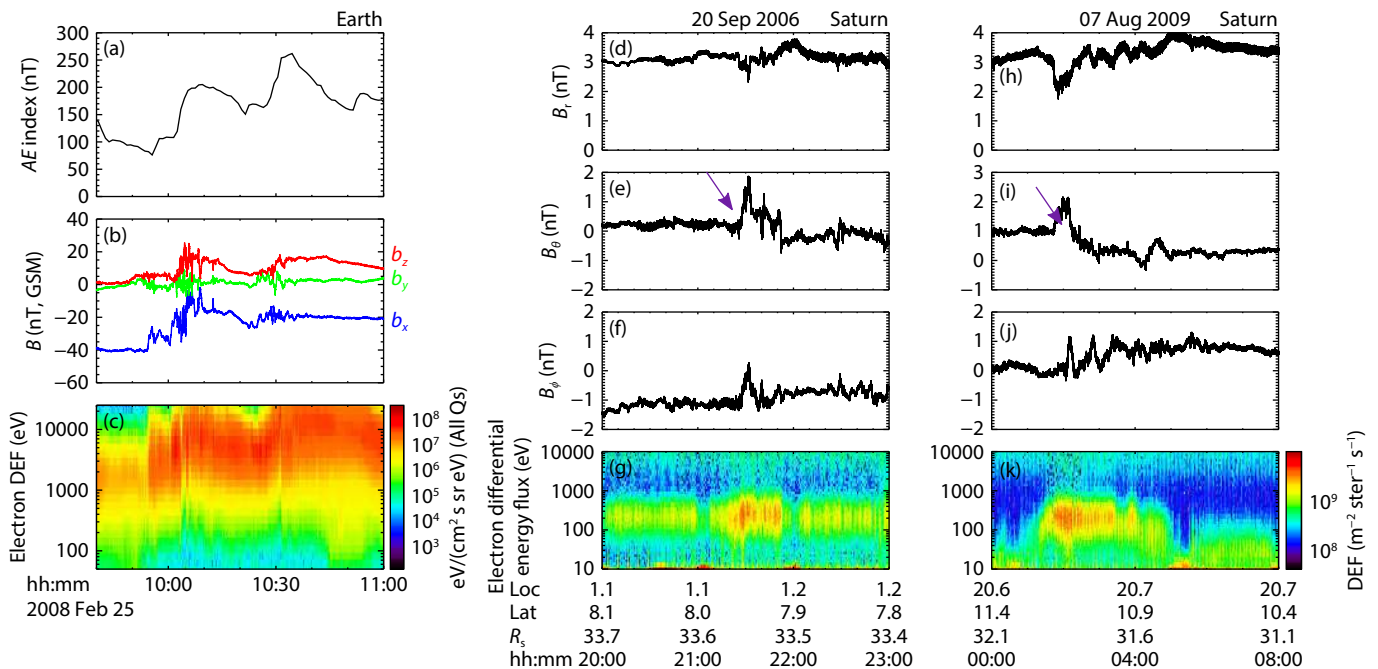 Earth
(a)
AE index (nT)
300
250
200
150
100
50
0
(b)
B (nT, GSM)
40
20
0
−20
−40
−60
b_z
b_y
b_x
(c)
Electron DEF (eV)
10000
1000
100
10^8
10^7
10^6
10^5
10^4
10^3
eV/(cm^2 s sr eV) (All Qs)
hh:mm 10:00 10:30 11:00
2008 Feb 25
20 Sep 2006 Saturn
(d)
B_r (nT)
4
3
2
1
0
(e)
B_θ (nT)
2
1
0
−1
−2
(f)
B_ϕ (nT)
2
1
0
−1
−2
(g)
Electron differential
energy flux (eV)
10000
1000
100
10
Loc 1.1 1.1 1.2 1.2
Lat 8.1 8.0 7.9 7.8
R_s 33.7 33.6 33.5 33.4
hh:mm 20:00 21:00 22:00 23:00
07 Aug 2009 Saturn
(h)
4
3
2
1
0
(i)
3
2
1
0
−1
(j)
2
1
0
−1
−2
(k)
10000
1000
100
10
10^9
10^8
DEF (m^−2 ster^−1 s^−1)
20.6 20.7 20.7
11.4 10.9 10.4
32.1 31.6 31.1
00:00 04:00 08:00